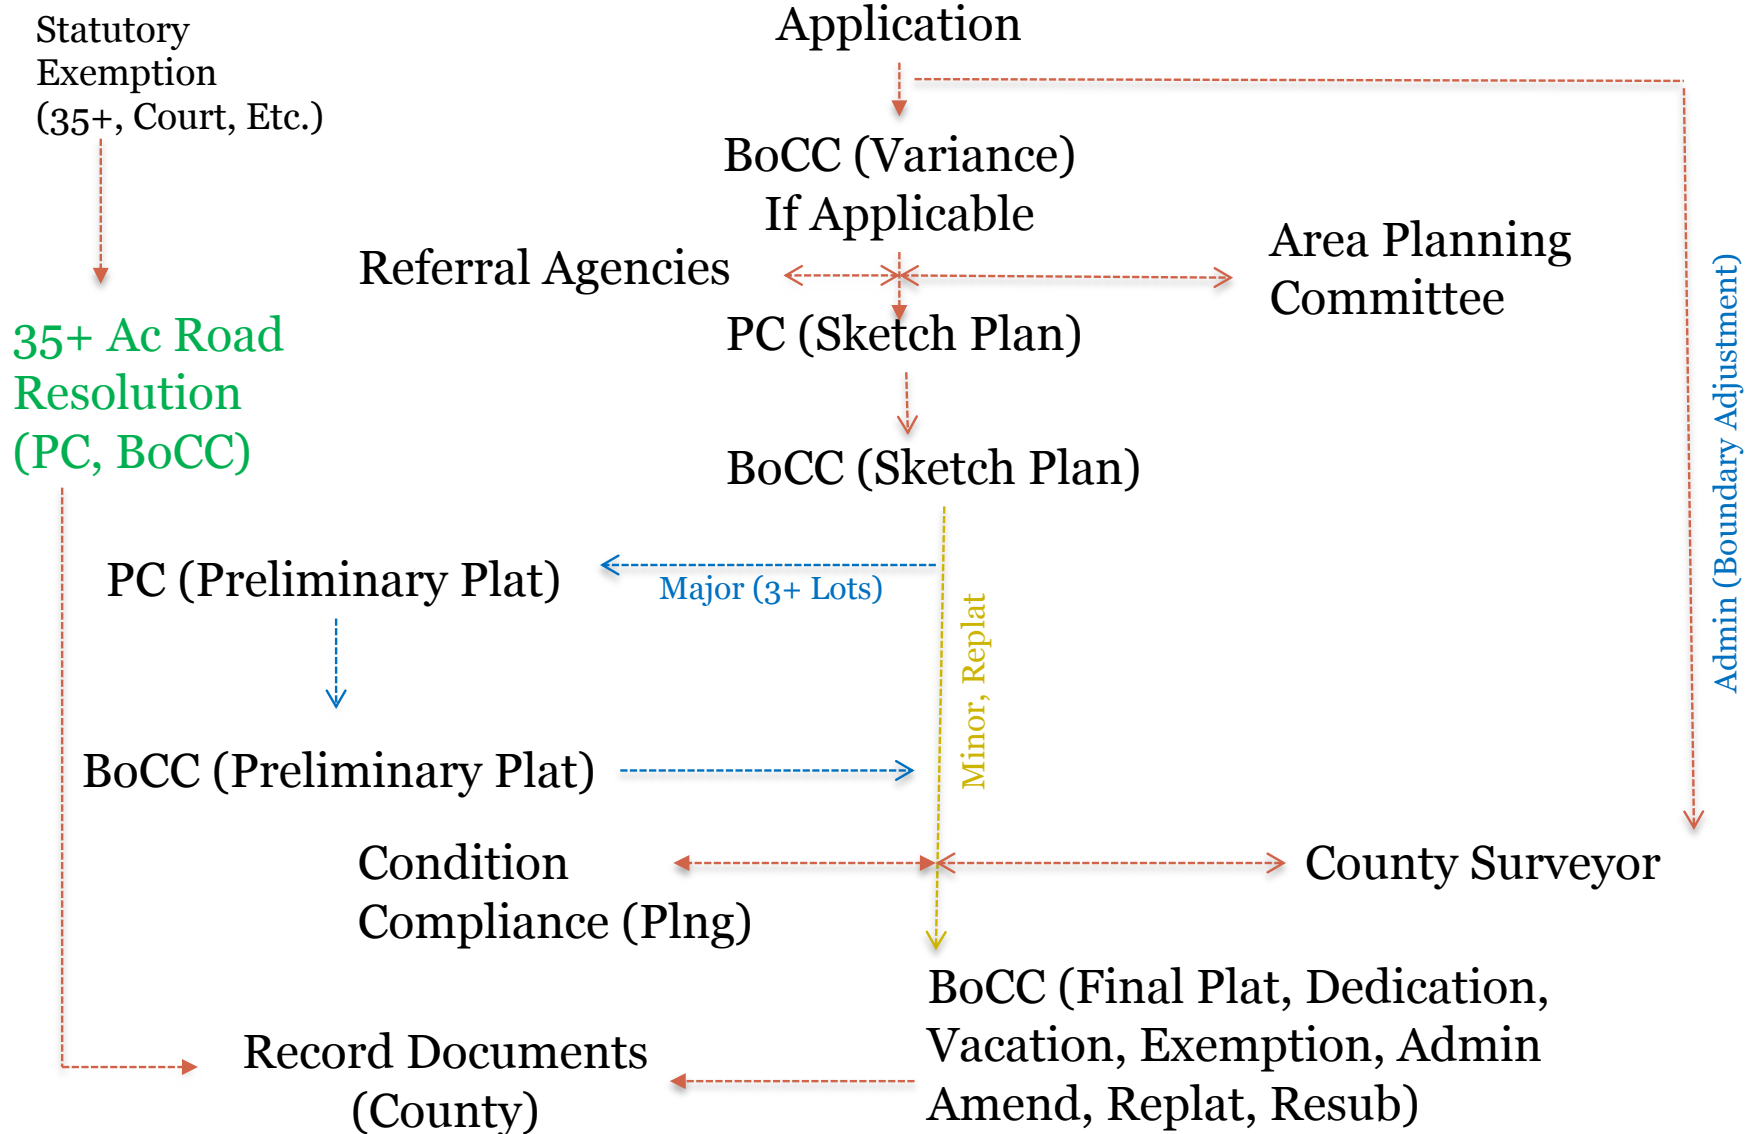 Statutory
Exemption
(35+, Court, Etc.)
Application
BoCC (Variance)
If Applicable
Referral Agencies
Area Planning
Committee
35+ Ac Road
Resolution
(PC, BoCC)
PC (Sketch Plan)
BoCC (Sketch Plan)
Admin (Boundary Adjustment)
PC (Preliminary Plat)
Major (3+ Lots)
Minor, Replat
BoCC (Preliminary Plat)
Condition
Compliance (Plng)
County Surveyor
BoCC (Final Plat, Dedication,
Vacation, Exemption, Admin
Amend, Replat, Resub)
Record Documents
(County)